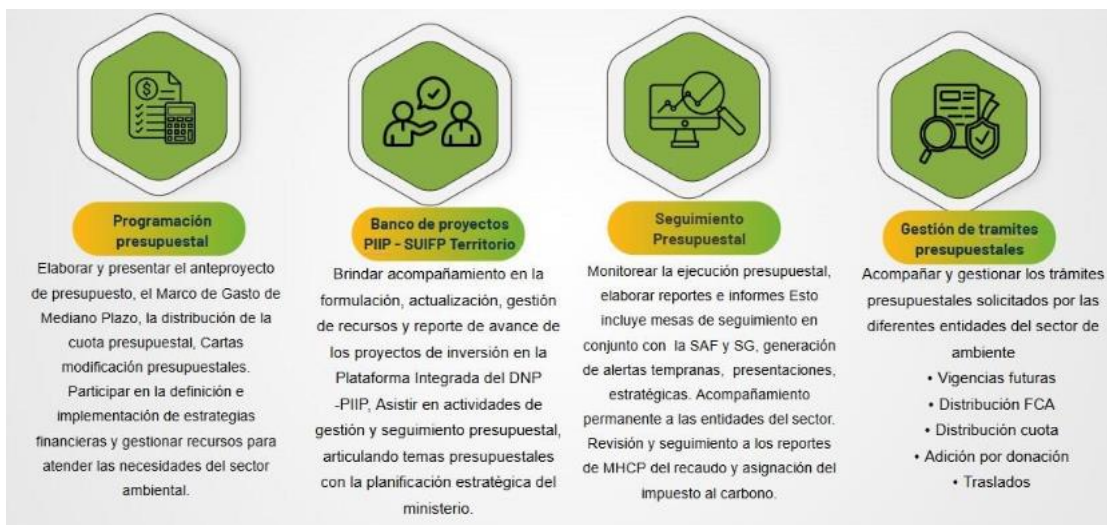 Programación
presupuestal
Elaborar y presentar el anteproyecto
de presupuesto, el Marco de Gasto de
Mediano Plazo, la distribución de la
cuota presupuestal, Cartas
modificación presupuestales.
Participar en la definición e
implementación de estrategias
financieras y gestionar recursos para
atender las necesidades del sector
ambiental.
Banco de proyectos
PIIP - SUIFP Territorio
Brindar acompañamiento en la
formulación, actualización, gestión
de recursos y reporte de avance de
los proyectos de inversión en la
Plataforma Integrada del DNP
-PIIP, Asistir en actividades de
gestión y seguimiento presupuestal,
articulando temas presupuestales
con la planificación estratégica del
ministerio.
Seguimiento
Presupuestal
Monitorear la ejecución presupuestal,
elaborar reportes e informes Esto
incluye mesas de seguimiento en
conjunto con la SAF y SG, generación
de alertas tempranas, presentaciones,
estratégicas. Acompañamiento
permanente a las entidades del sector.
Revisión y seguimiento a los reportes
de MHCP del recaudo y asignación del
impuesto al carbono.
Gestión de tramites
presupuestales
Acompañar y gestionar los trámites
presupuestales solicitados por las
diferentes entidades del sector de
ambiente
• Vigencias futuras
• Distribución FCA
• Distribución cuota
• Adición por donación
• Traslados